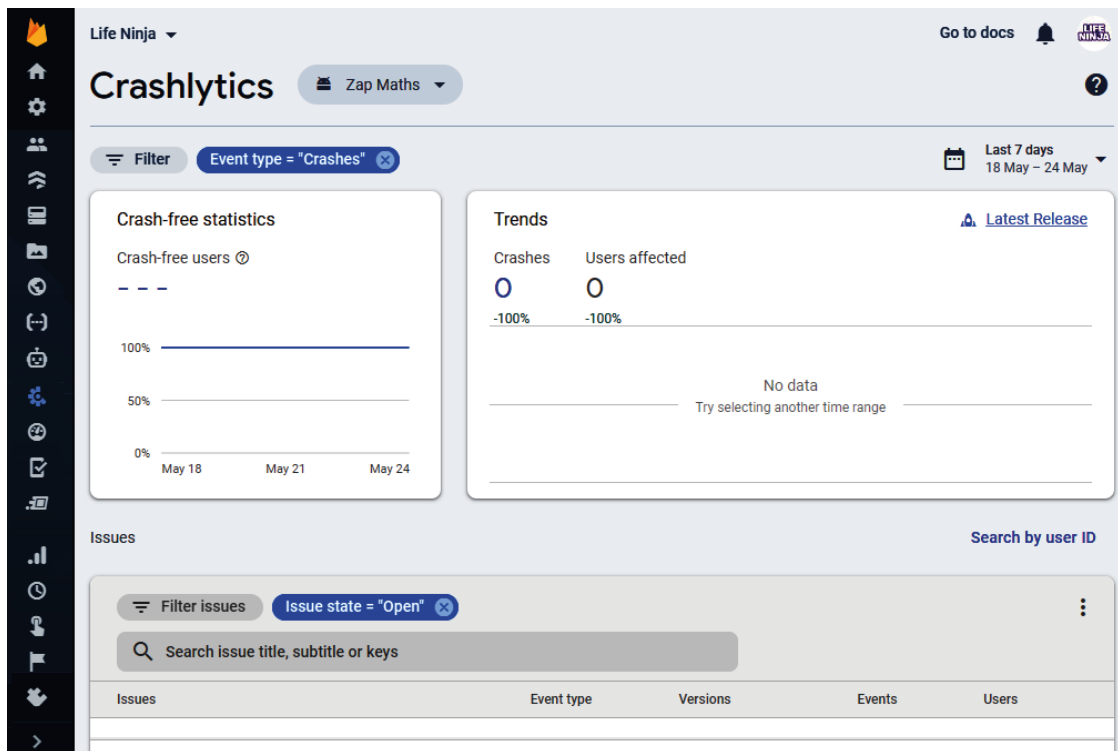 Life Ninja
Go to docs
LIFE
NINJA
Crashlytics
Zap Maths
Filter
Event type = "Crashes"
Last 7 days
18 May – 24 May
Crash-free statistics
Crash-free users
– – –
100%
50%
0%
May 18 May 21 May 24
Trends
Latest Release
Crashes Users affected
0 0
-100% -100%
No data
Try selecting another time range
Issues
Search by user ID
Filter issues
Issue state = "Open"
Search issue title, subtitle or keys
Issues Event type Versions Events Users